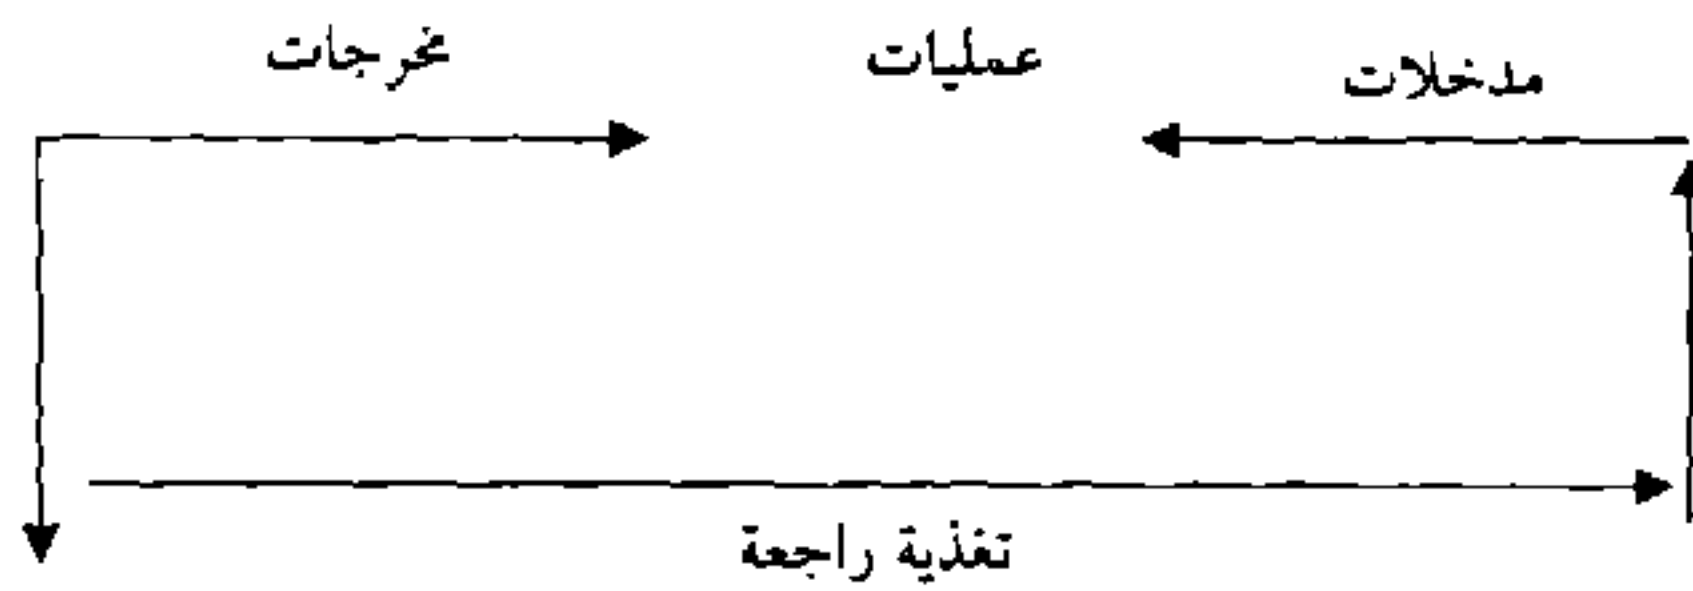 مدخلات
عمليات
مخرجات
تغذية راجعة